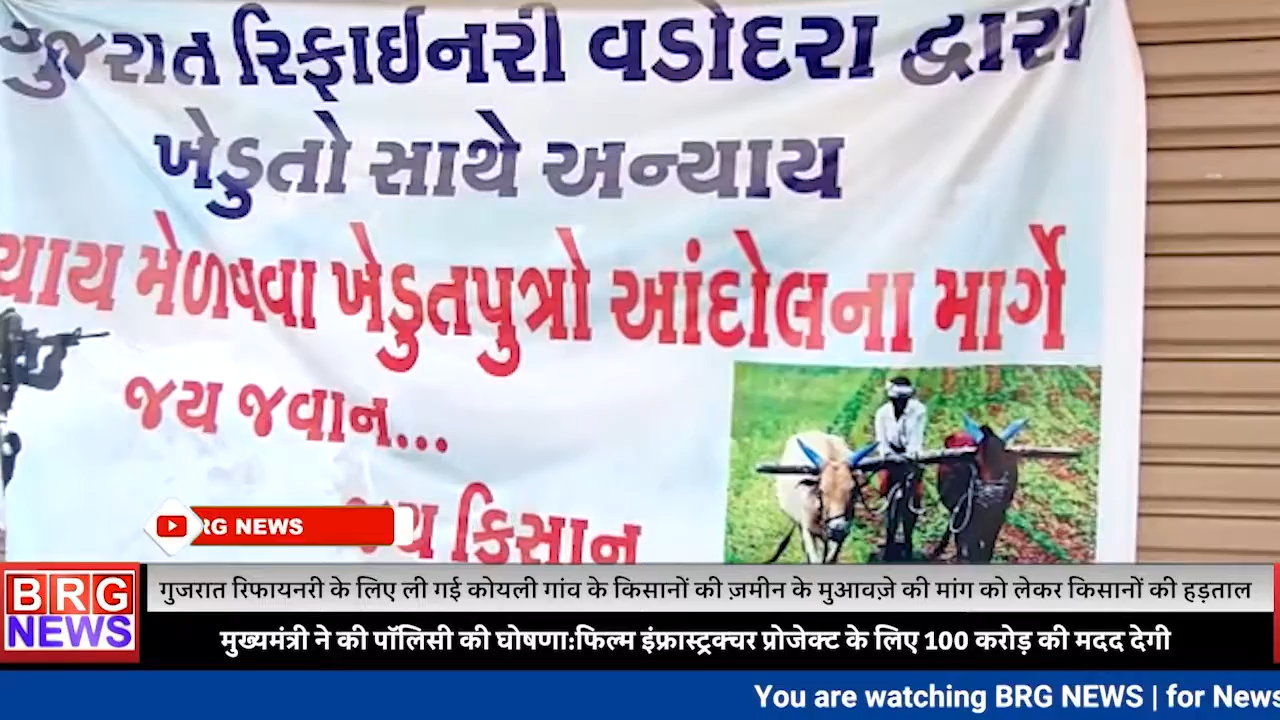 ગુજરાત રિફાઈનરી વડોદરા દ્વારા
ખેડુતો સાથે અન્યાય
મેળવવા ખેડુતપુત્રો આંદોલના માર્ગે
જય જવાન...
જય કિસાન
RG NEWS
BRG NEWS
गुजरात रिफायनरी के लिए ली गई कोयली गांव के किसानों की ज़मीन के मुआवज़े की मांग को लेकर किसानों की हड़ताल
मुख्यमंत्री ने की पॉलिसी की घोषणा:फिल्म इंफ्रास्ट्रक्चर प्रोजेक्ट के लिए 100 करोड़ की मदद देगी
You are watching BRG NEWS | for News